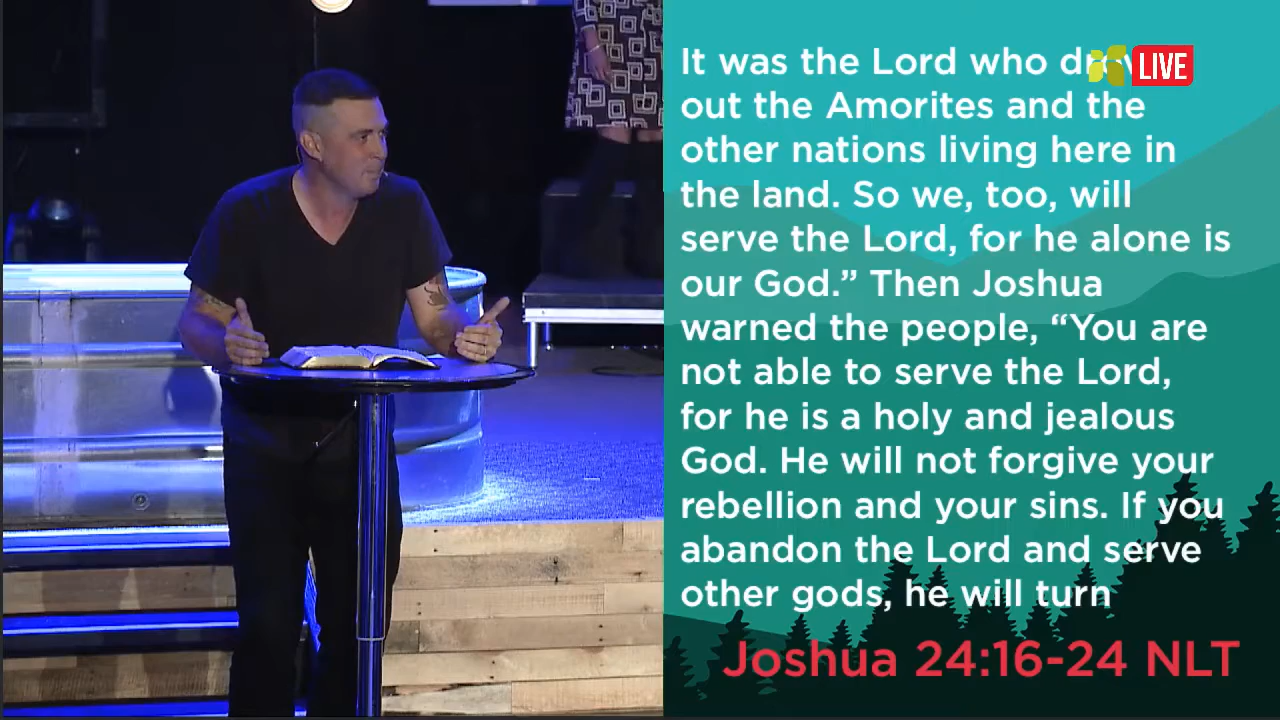 It was the Lord who
LIVE
out the Amorites and the
other nations living here in
the land. So we, too, will
serve the Lord, for he alone is
our God.” Then Joshua
warned the people, “You are
not able to serve the Lord,
for he is a holy and jealous
God. He will not forgive your
rebellion and your sins. If you
abandon the Lord and serve
other gods, he will turn
Joshua 24:16-24 NLT